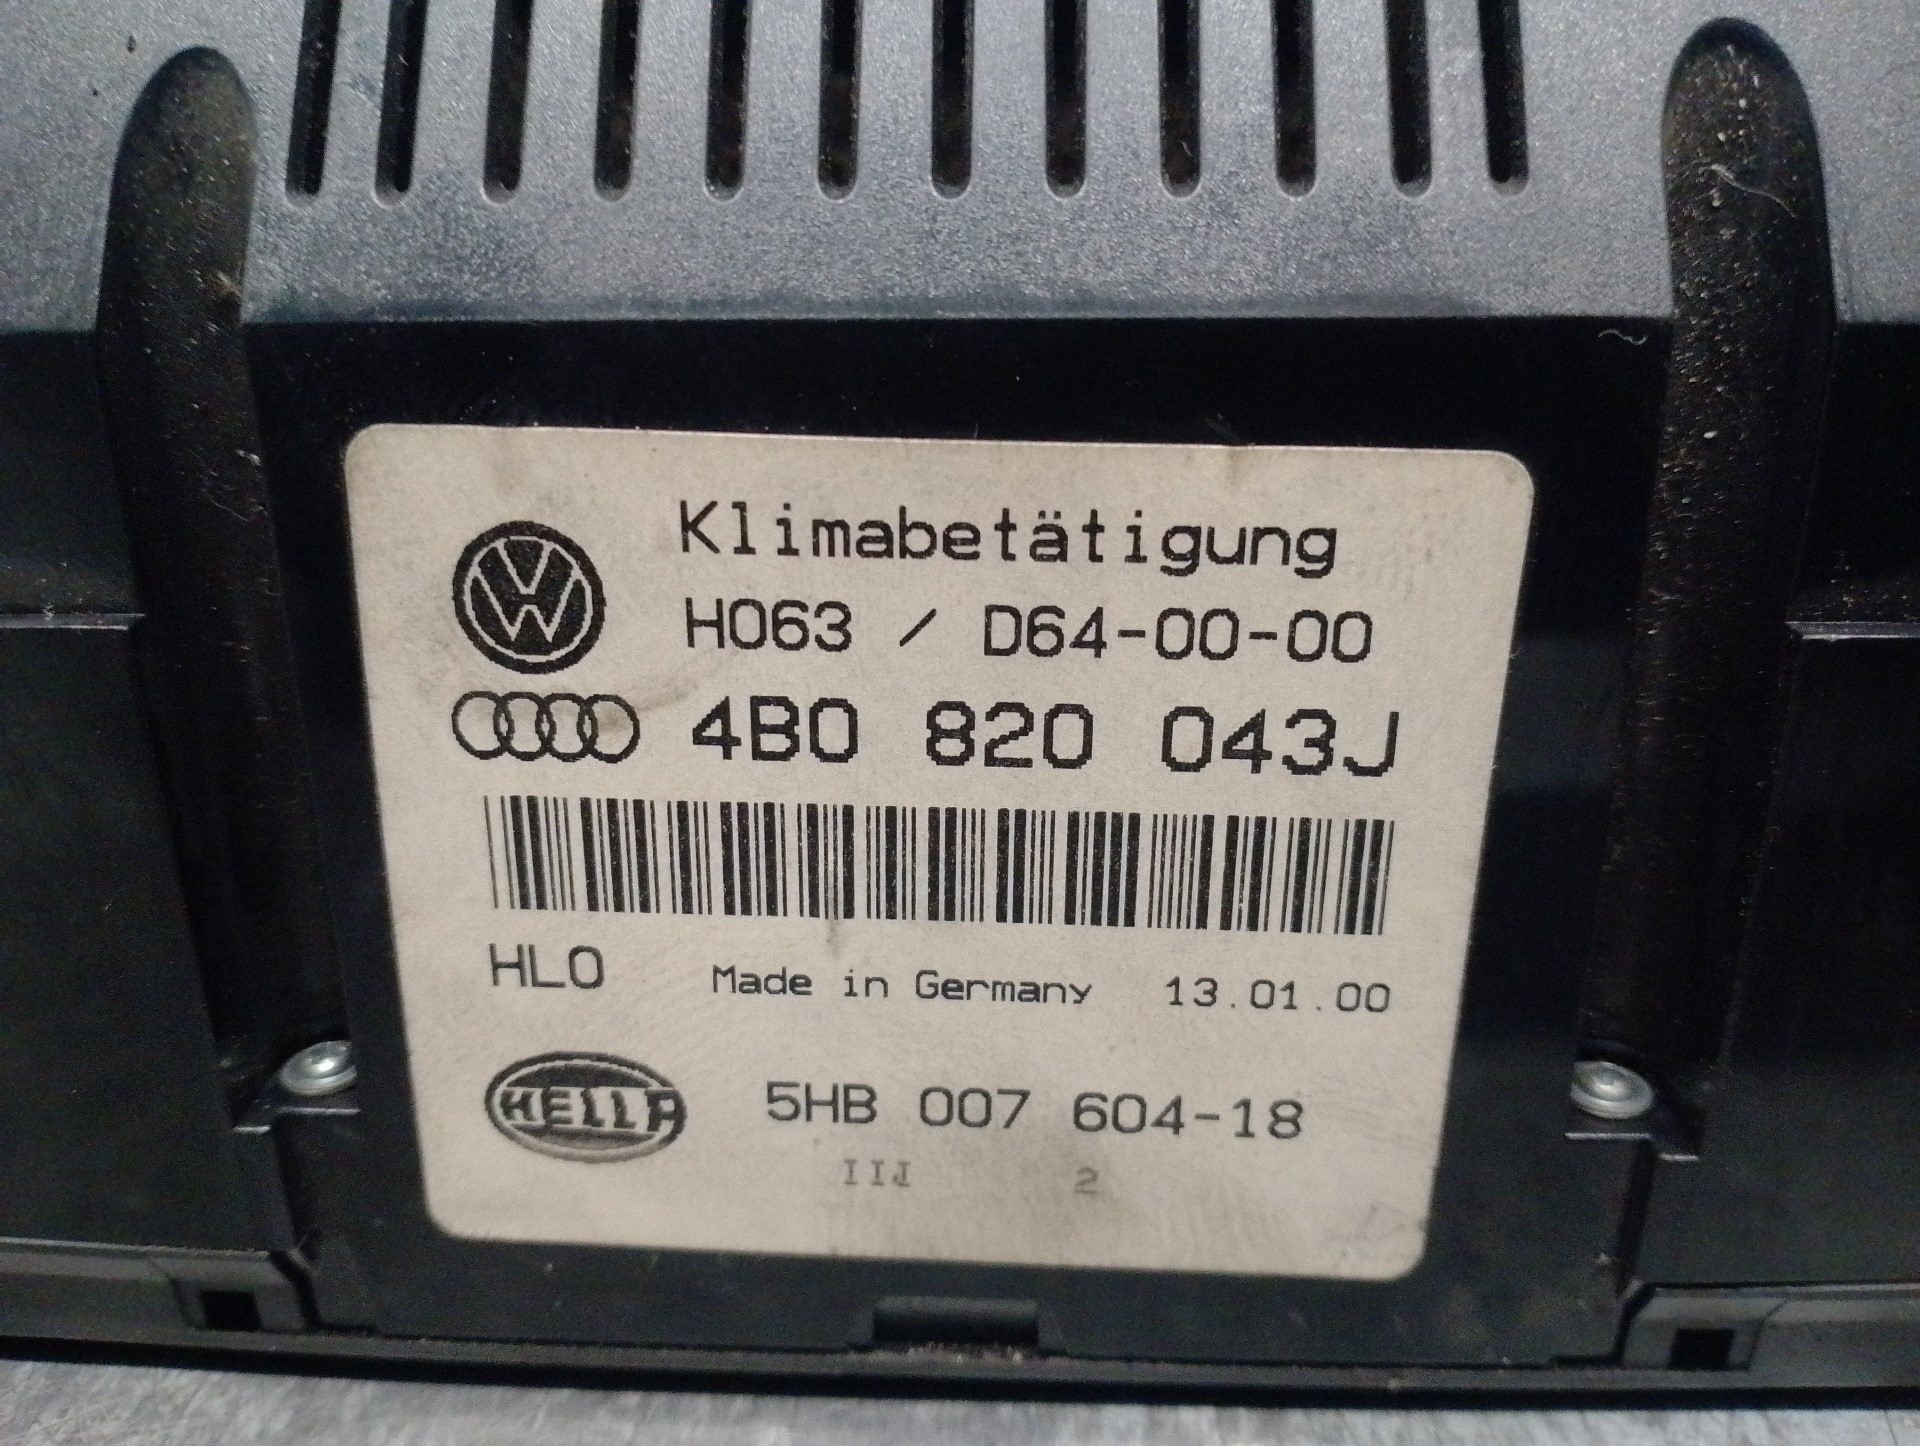 Klimabetätigung
H063 / D64-00-00
4B0 820 043J
HL0 Made in Germany 13.01.00
HELLA 5HB 007 604-18
IIJ 2